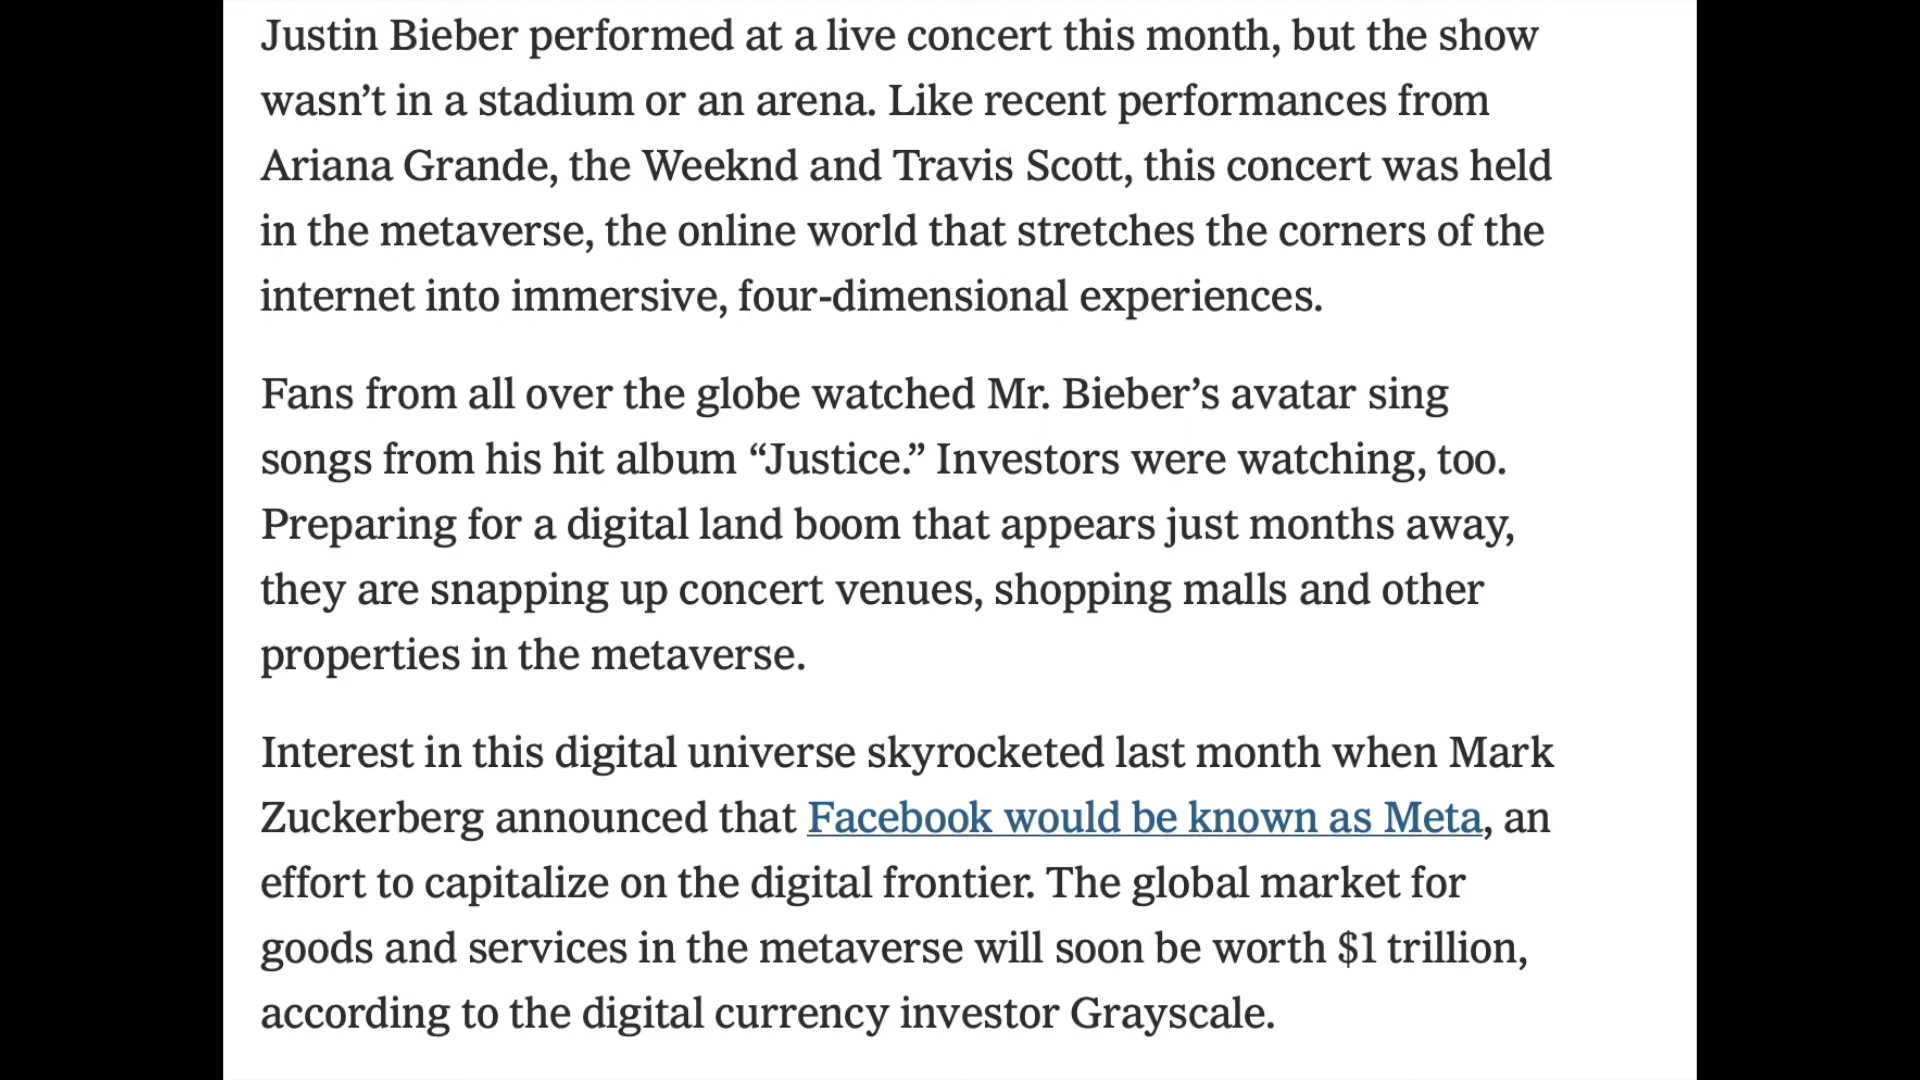 Justin Bieber performed at a live concert this month, but the show
wasn’t in a stadium or an arena. Like recent performances from
Ariana Grande, the Weeknd and Travis Scott, this concert was held
in the metaverse, the online world that stretches the corners of the
internet into immersive, four-dimensional experiences.
Fans from all over the globe watched Mr. Bieber’s avatar sing
songs from his hit album “Justice.” Investors were watching, too.
Preparing for a digital land boom that appears just months away,
they are snapping up concert venues, shopping malls and other
properties in the metaverse.
Interest in this digital universe skyrocketed last month when Mark
Zuckerberg announced that Facebook would be known as Meta, an
effort to capitalize on the digital frontier. The global market for
goods and services in the metaverse will soon be worth $1 trillion,
according to the digital currency investor Grayscale.